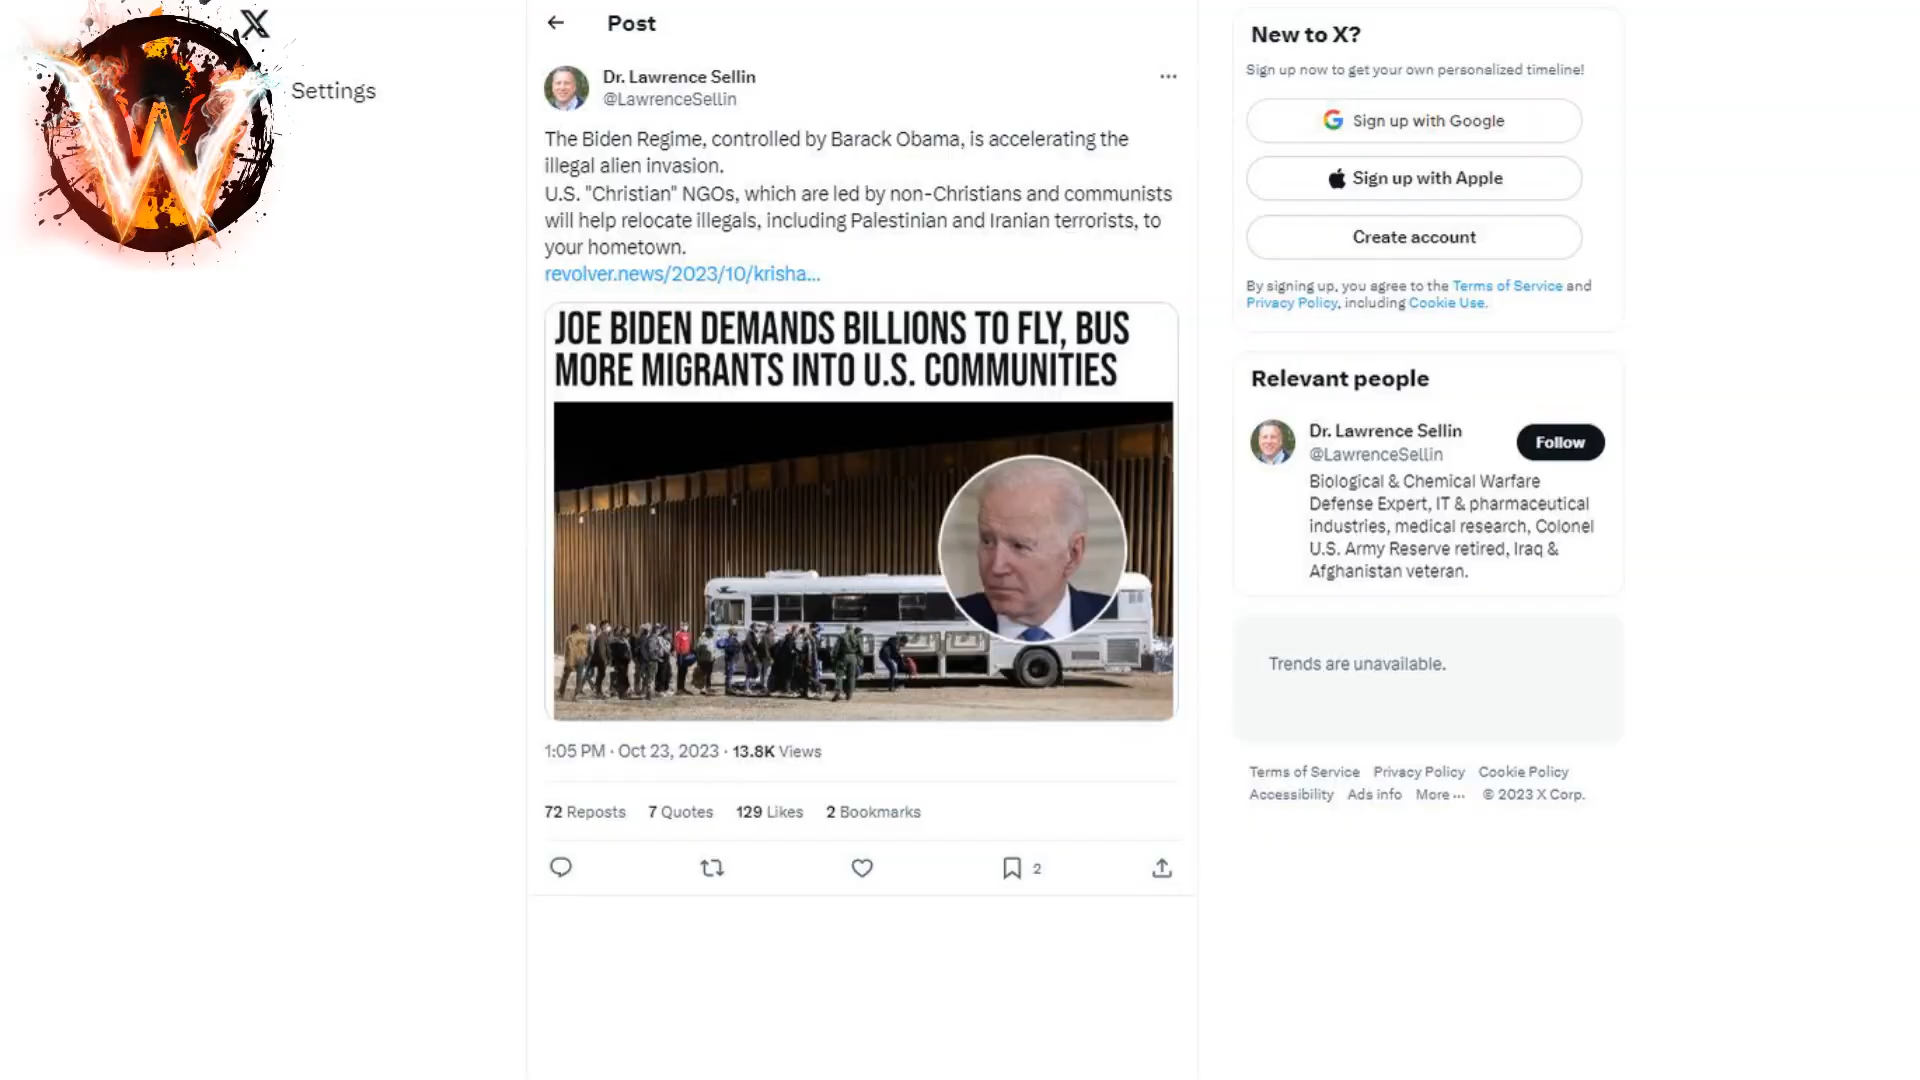 W
X
Settings
Post
Dr. Lawrence Sellin
@LawrenceSellin
The Biden Regime, controlled by Barack Obama, is accelerating the
illegal alien invasion.
U.S. "Christian" NGOs, which are led by non-Christians and communists
will help relocate illegals, including Palestinian and Iranian terrorists, to
your hometown.
revolver.news/2023/10/krisha...
JOE BIDEN DEMANDS BILLIONS TO FLY, BUS
MORE MIGRANTS INTO U.S. COMMUNITIES
1:05 PM · Oct 23, 2023 · 13.8K Views
72 Reposts 7 Quotes 129 Likes 2 Bookmarks
2
New to X?
Sign up now to get your own personalized timeline!
Sign up with Google
Sign up with Apple
Create account
By signing up, you agree to the Terms of Service and
Privacy Policy, including Cookie Use.
Relevant people
Dr. Lawrence Sellin
@LawrenceSellin
Follow
Biological & Chemical Warfare
Defense Expert, IT & pharmaceutical
industries, medical research, Colonel
U.S. Army Reserve retired, Iraq &
Afghanistan veteran.
Trends are unavailable.
Terms of Service Privacy Policy Cookie Policy
Accessibility Ads info More ... © 2023 X Corp.